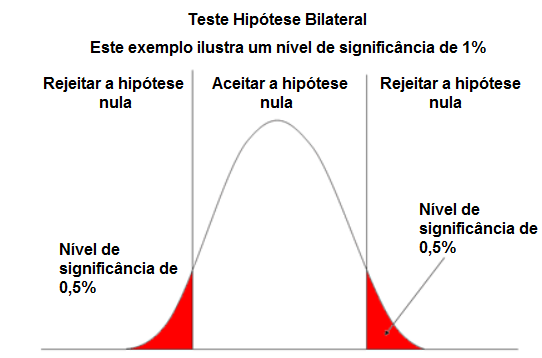 Teste Hipótese Bilateral
Este exemplo ilustra um nível de significância de 1%
Rejeitar a hipótese
nula
Aceitar a hipótese
nula
Rejeitar a hipótese
nula
Nível de
significância de
0,5%
Nível de
significância de
0,5%